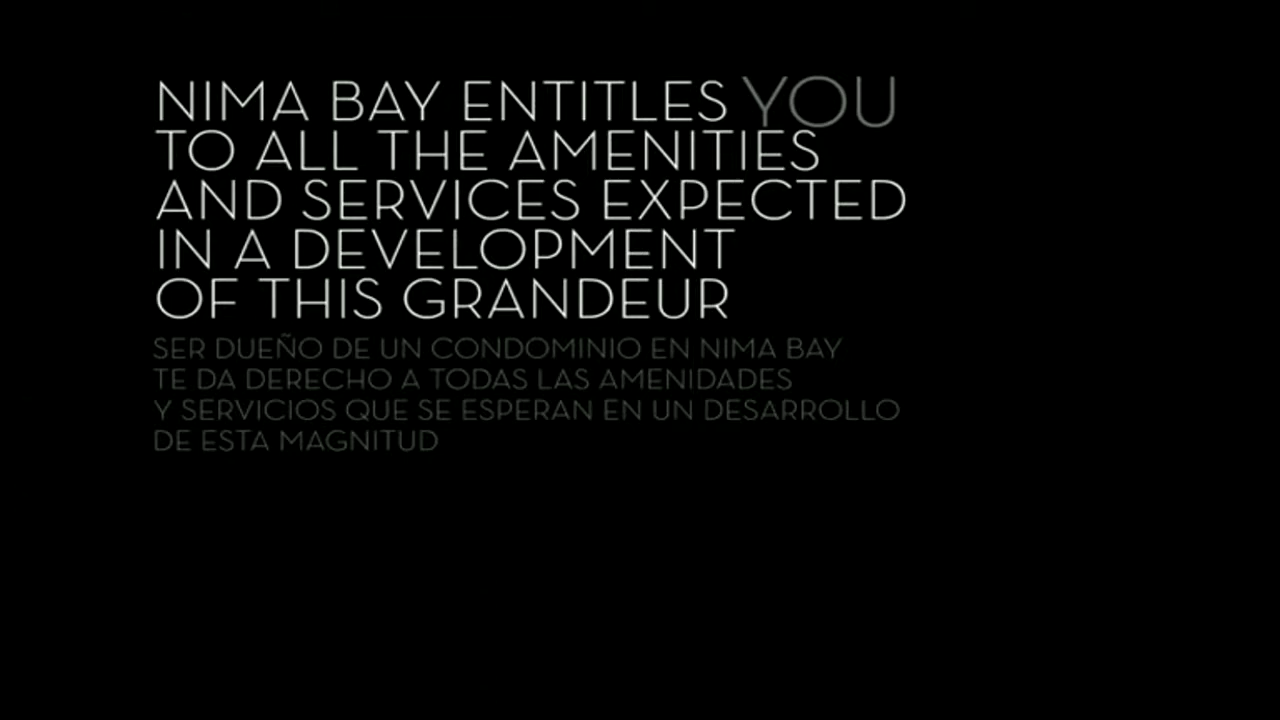 NIMA BAY ENTITLES YOU
TO ALL THE AMENITIES
AND SERVICES EXPECTED
IN A DEVELOPMENT
OF THIS GRANDEUR
SER DUEÑO DE UN CONDOMINIO EN NIMA BAY
TE DA DERECHO A TODAS LAS AMENIDADES
Y SERVICIOS QUE SE ESPERAN EN UN DESARROLLO
DE ESTA MAGNITUD